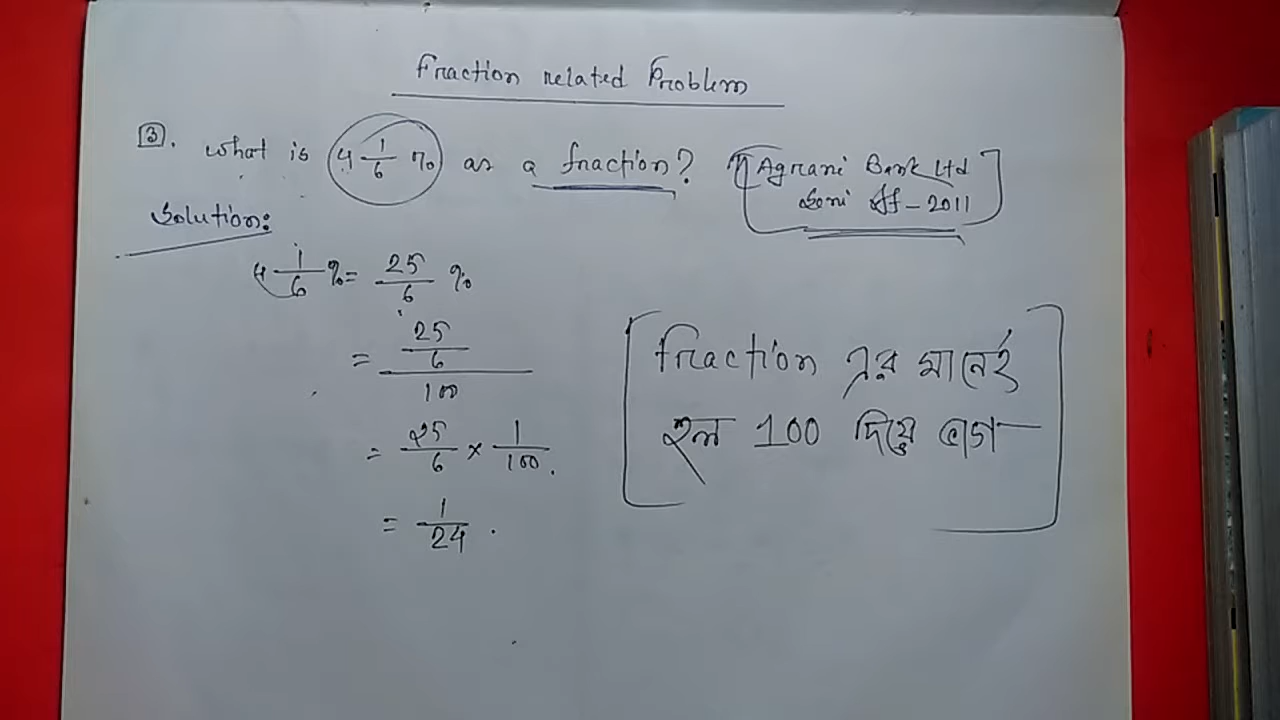 Fraction related Problem
3. What is 4 1/6 % as a fraction? [Agrani Bank Ltd
Seni Off - 2011]
Solution:
4 1/6 % = 25/6 %
= 25/6 / 100
= 25/6 × 1/100.
= 1/24.
[Fraction এর মানেই
হল 100 দিয়ে ভাগ]